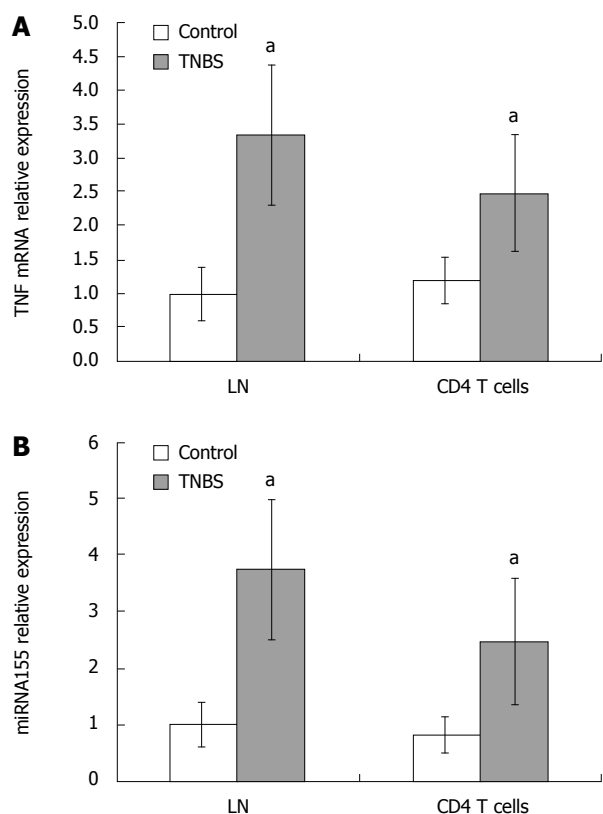 A
TNF mRNA relative expression
5.0
4.5
4.0
3.5
3.0
2.5
2.0
1.5
1.0
0.5
0.0
Control
TNBS
a
a
LN
CD4 T cells
B
miRNA155 relative expression
6
5
4
3
2
1
0
Control
TNBS
a
a
LN
CD4 T cells